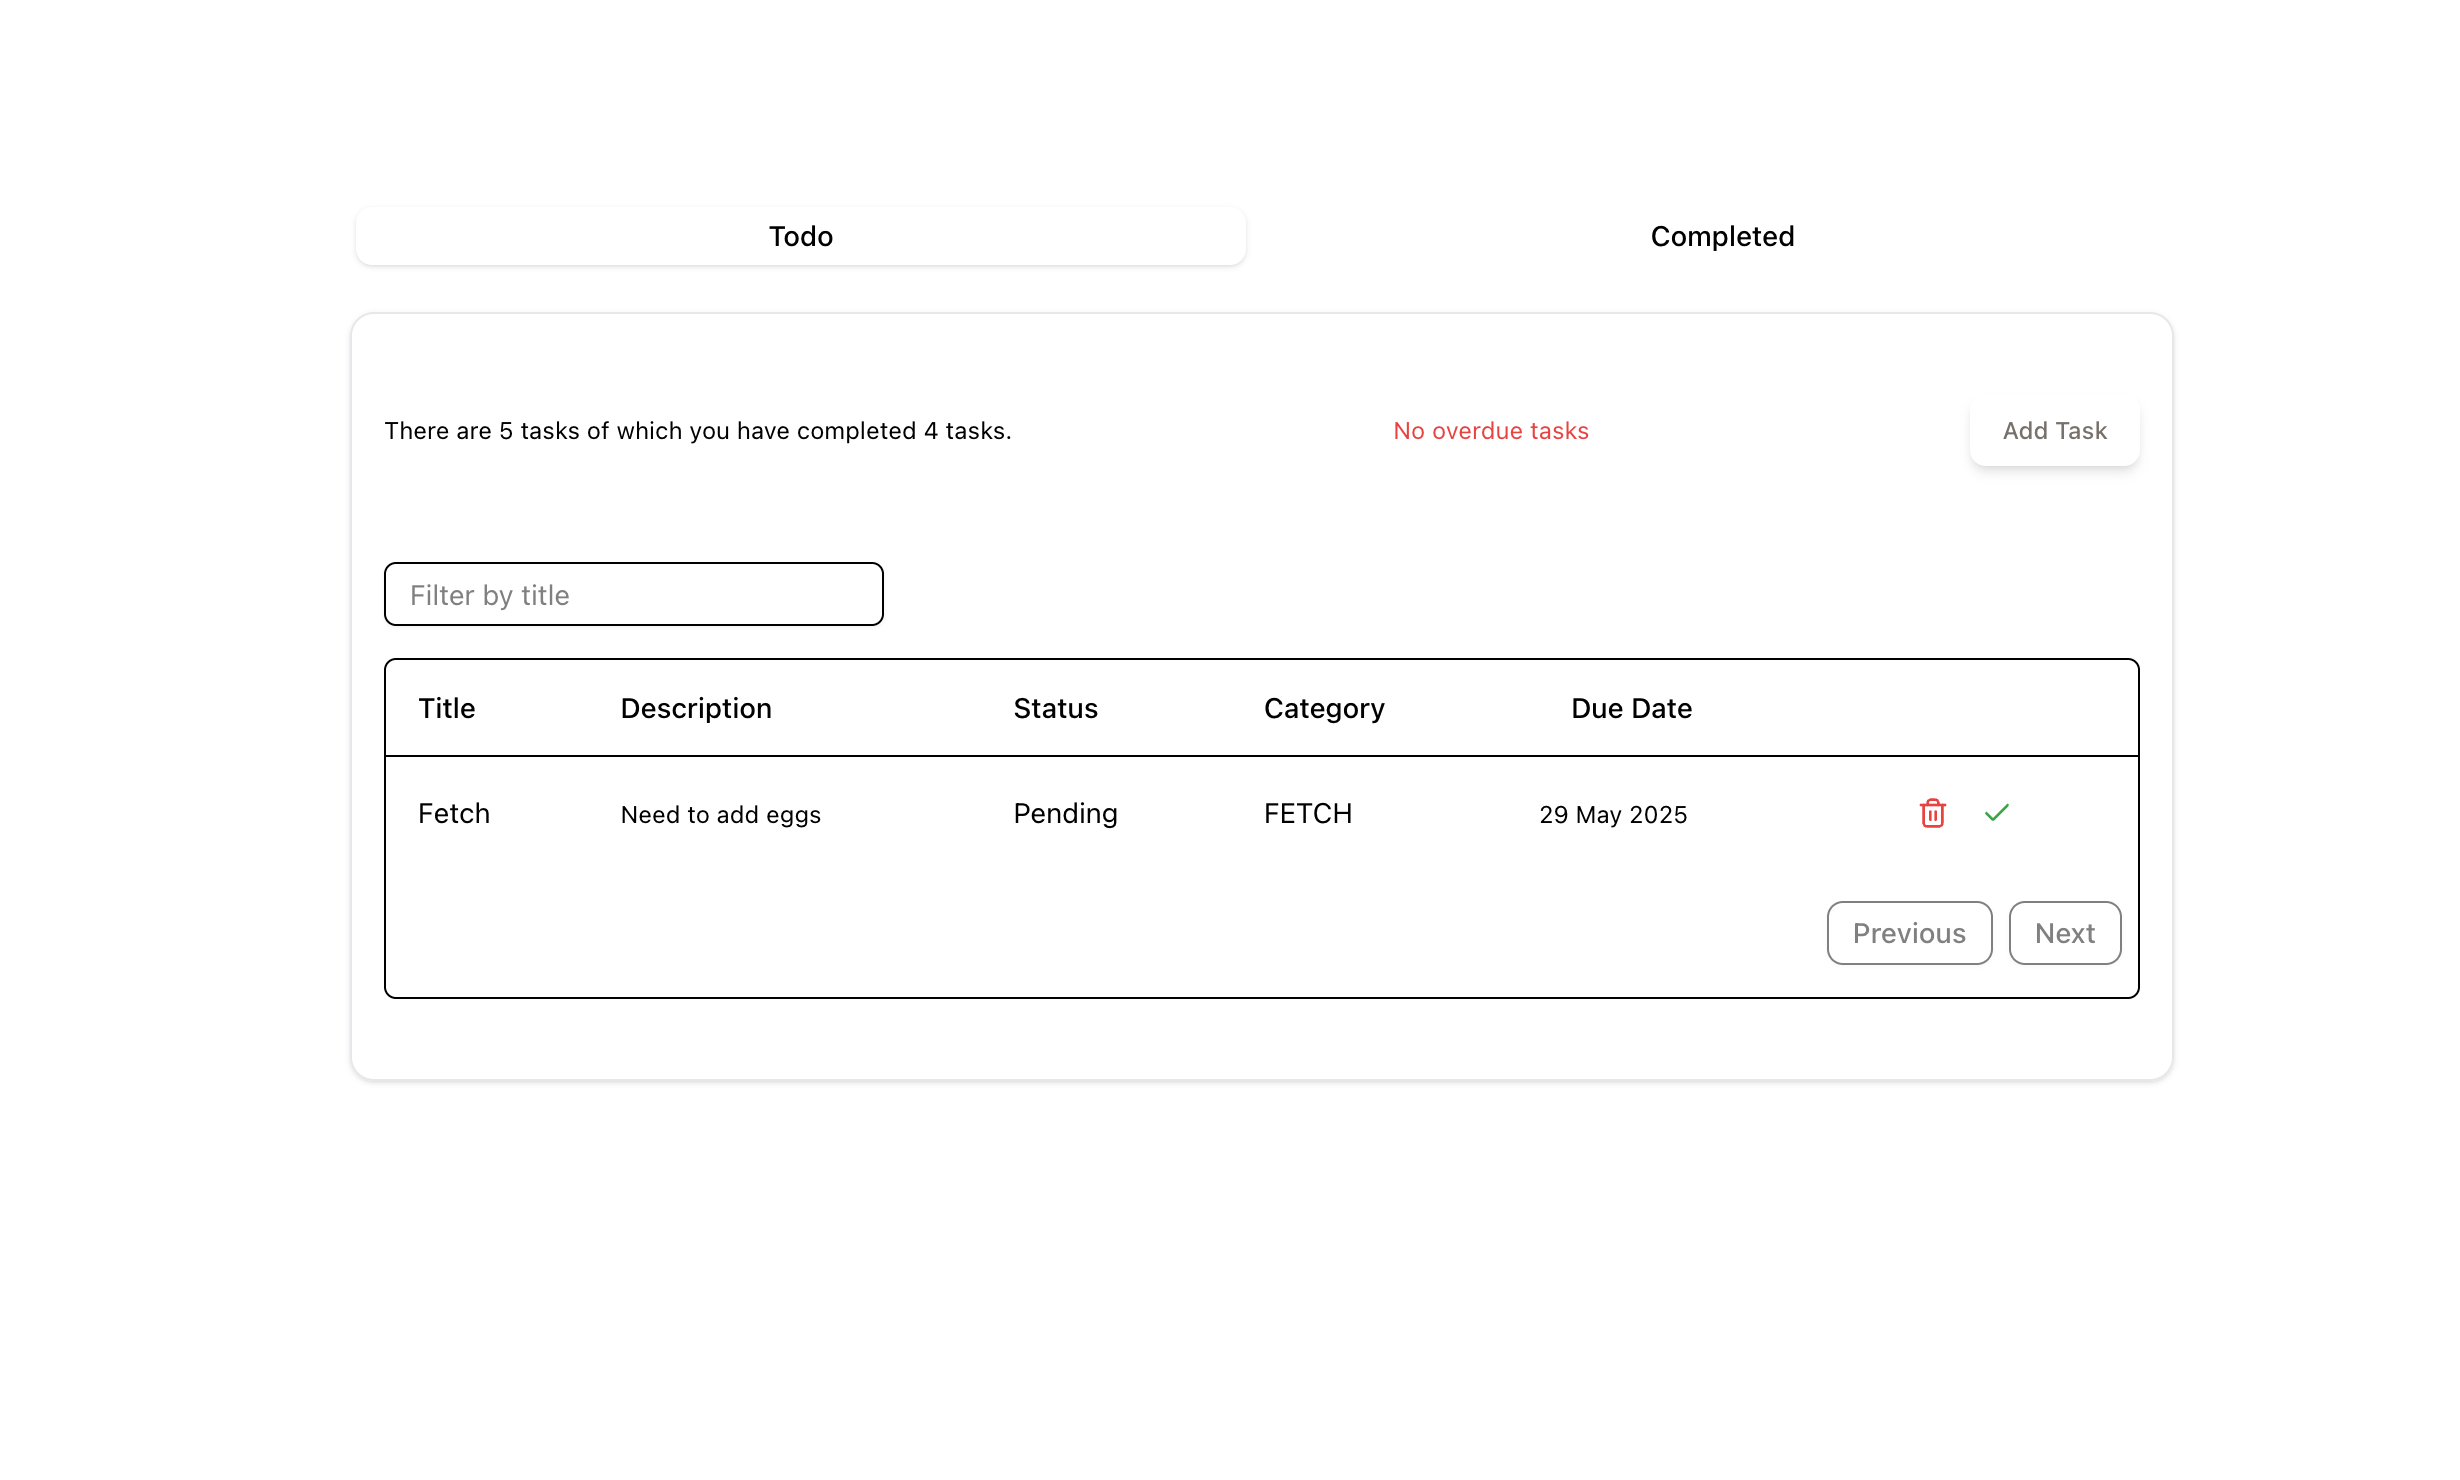 Todo Completed
There are 5 tasks of which you have completed 4 tasks. No overdue tasks Add Task
Filter by title
Title Description Status Category Due Date
Fetch Need to add eggs Pending FETCH 29 May 2025
Previous Next